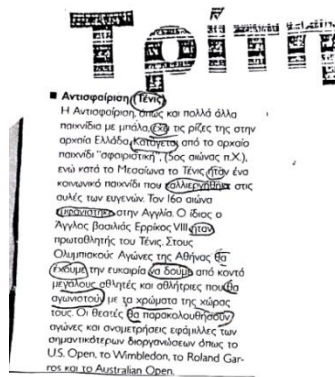 Τρίτη
■ Αντισφαίριση (Τένις)
Η Αντισφαίριση, όπως και πολλά άλλα
παιχνίδια με μπάλα, έχει τις ρίζες της στην
αρχαία Ελλάδα. Κατάγεται από το αρχαίο
παιχνίδι "σφαιριστική", (5ος αιώνας π.Χ.),
ενώ κατά το Μεσαίωνα το Τένις ήταν ένα
κοινωνικό παιχνίδι που καλλιεργήθηκε στις
αυλές των ευγενών. Τον 16ο αιώνα
εμφανίστηκε στην Αγγλία. Ο ίδιος ο
Άγγλος βασιλιάς Ερρίκος VIII ήταν
πρωταθλητής του Τένις. Στους
Ολυμπιακούς Αγώνες της Αθήνας θα
έχουμε την ευκαιρία να δούμε από κοντά
μεγάλους αθλητές και αθλήτριες που θα
αγωνιστούν με τα χρώματα της χώρας
τους. Οι θεατές θα παρακολουθήσουν
αγώνες και αναμετρήσεις εφάμιλλες των
σημαντικότερων διοργανώσεων όπως το
U.S. Open, το Wimbledon, το Roland Gar-
ros και το Australian Open.